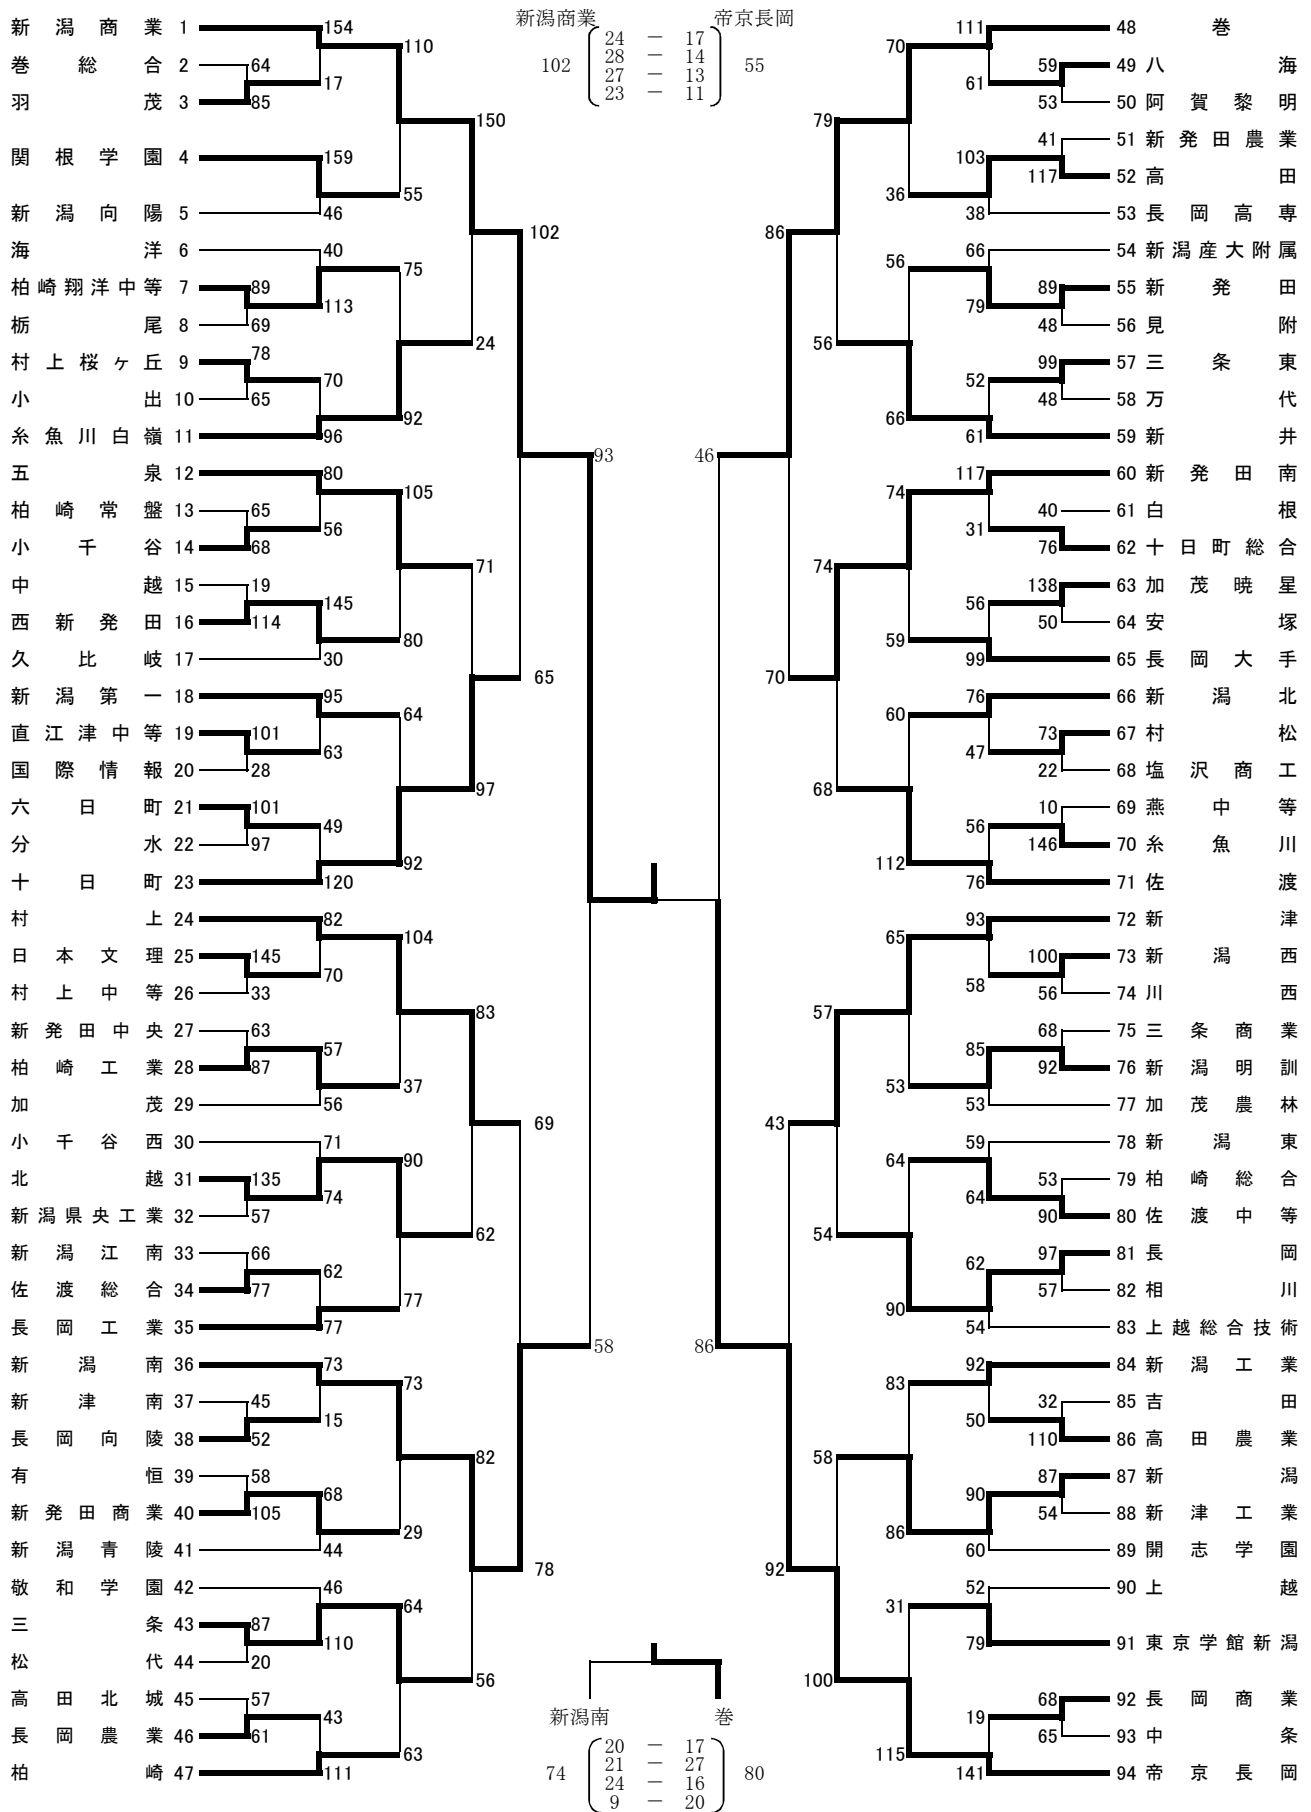 新潟商業 帝京長岡
102 24 － 17 55
28 － 14
27 － 13
23 － 11
新潟商業 1 154
110
巻総合 2 64
17
羽茂 3 85
150
関根学園 4 159
55
新潟向陽 5 46
102
海洋 6 40
75
柏崎翔洋中等 7 89
113
栃尾 8 69
24
村上桜ヶ丘 9 78
70
小出 10 65
92
糸魚川白嶺 11 96
93
五泉 12 80
105
柏崎常盤 13 65
56
小千谷 14 68
71
中越 15 19
145
西新発田 16 114
80
久比岐 17 30
65
新潟第一 18 95
64
直江津中等 19 101
63
国際情報 20 28
97
六日町 21 101
49
分水 22 97
92
十日町 23 120
村上 24 82
104
日本文理 25 145
70
村上中等 26 33
83
新発田中央 27 63
57
柏崎工業 28 87
37
加茂 29 56
69
小千谷西 30 71
90
北越 31 135
74
新潟県央工業 32 57
62
新潟江南 33 66
62
佐渡総合 34 77
77
長岡工業 35 77
58
新潟南 36 73
73
新津南 37 45
15
長岡向陵 38 52
82
有恒 39 58
68
新発田商業 40 105
29
新潟青陵 41 44
78
敬和学園 42 46
64
三条 43 87
110
松代 44 20
56
高田北城 45 57
43
長岡農業 46 61
63
柏崎 47 111
111 48 巻
70
59 49 八海
61
53 50 阿賀黎明
79
41 51 新発田農業
103
117 52 高田
36
38 53 長岡高専
86
66 54 新潟産大附属
56
89 55 新発田
79
48 56 見附
56
99 57 三条東
52
48 58 万代
66
61 59 新井
46
117 60 新発田南
74
40 61 白根
31
76 62 十日町総合
74
138 63 加茂暁星
56
50 64 安塚
59
99 65 長岡大手
70
76 66 新潟北
60
73 67 村松
47
22 68 塩沢商工
68
10 69 燕中等
56
146 70 糸魚川
112
76 71 佐渡
93 72 新津
65
100 73 新潟西
58
56 74 川西
57
68 75 三条商業
85
92 76 新潟明訓
53
53 77 加茂農林
43
59 78 新潟東
64
53 79 柏崎総合
64
90 80 佐渡中等
54
97 81 長岡
62
57 82 相川
90
54 83 上越総合技術
86
92 84 新潟工業
83
32 85 吉田
50
110 86 高田農業
58
87 87 新潟
90
54 88 新津工業
86
60 89 開志学園
92
52 90 上越
31
79 91 東京学館新潟
100
68 92 長岡商業
19
65 93 中条
115
141 94 帝京長岡
新潟南 巻
74 20 － 17 80
21 － 27
24 － 16
9 － 20